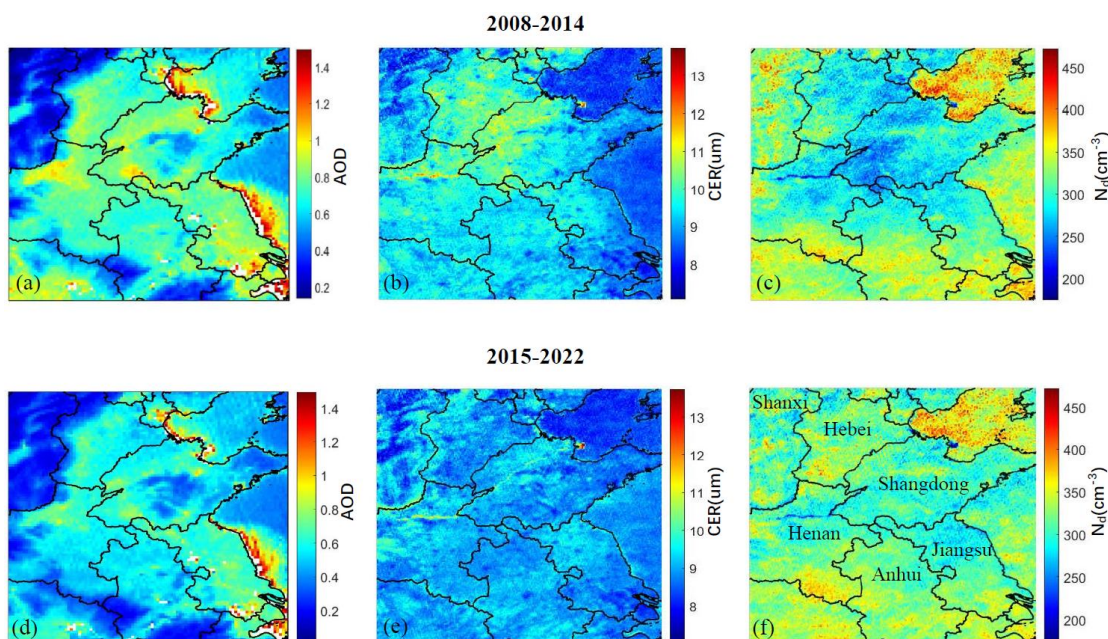 2008-2014
1.4
1.2
1
0.8
0.6
0.4
0.2
AOD
(a)
13
12
11
10
9
8
CER(um)
(b)
450
400
350
300
250
200
Nd(cm-3)
(c)
2015-2022
1.4
1.2
1
0.8
0.6
0.4
0.2
AOD
(d)
13
12
11
10
9
8
CER(um)
(e)
Shanxi
Hebei
Shangdong
Henan
Jiangsu
Anhui
450
400
350
300
250
200
Nd(cm-3)
(f)